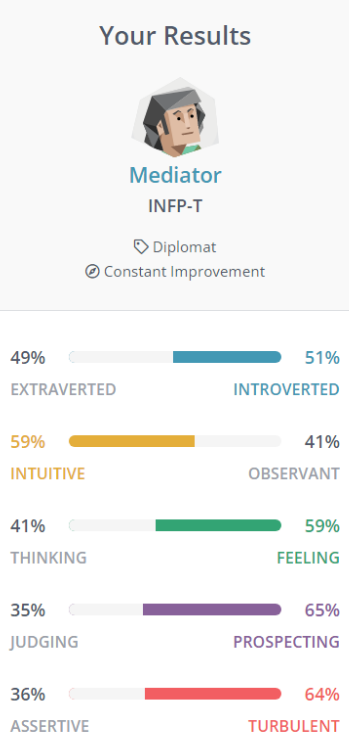 Your Results
Mediator
INFP-T
Diplomat
Constant Improvement
49% 51%
EXTRAVERTED INTROVERTED
59% 41%
INTUITIVE OBSERVANT
41% 59%
THINKING FEELING
35% 65%
JUDGING PROSPECTING
36% 64%
ASSERTIVE TURBULENT